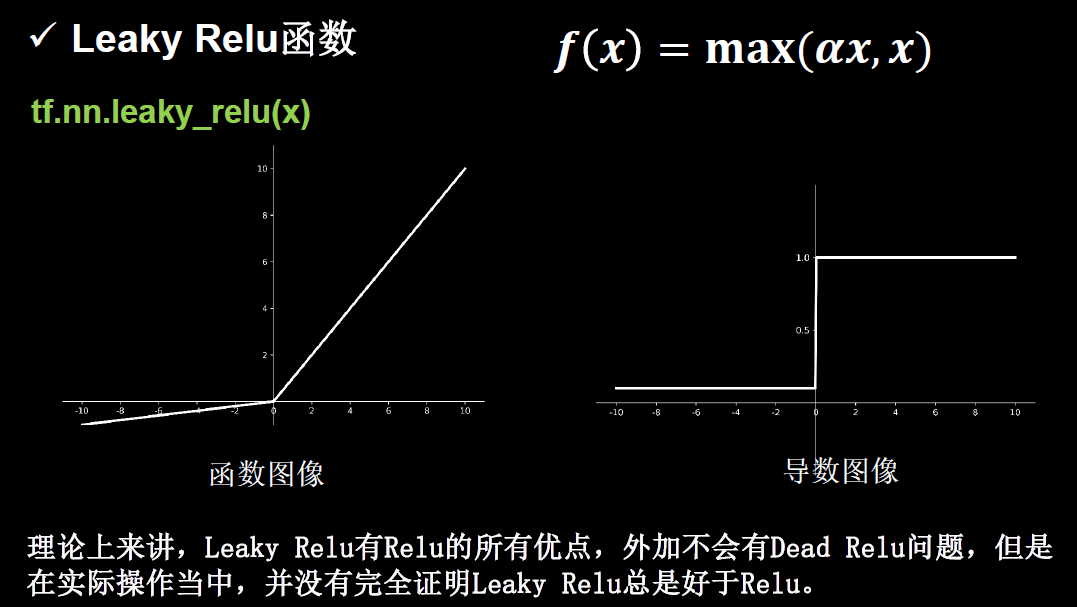 ✓ Leaky Relu函数
f(x) = max(αx, x)
tf.nn.leaky_relu(x)
10
8
6
4
2
-10 -8 -6 -4 -2 0 2 4 6 8 10
函数图像
1.0
0.5
-10 -8 -6 -4 -2 0 2 4 6 8 10
导数图像
理论上来讲，Leaky Relu有Relu的所有优点，外加不会有Dead Relu问题，但是
在实际操作当中，并没有完全证明Leaky Relu总是好于Relu。